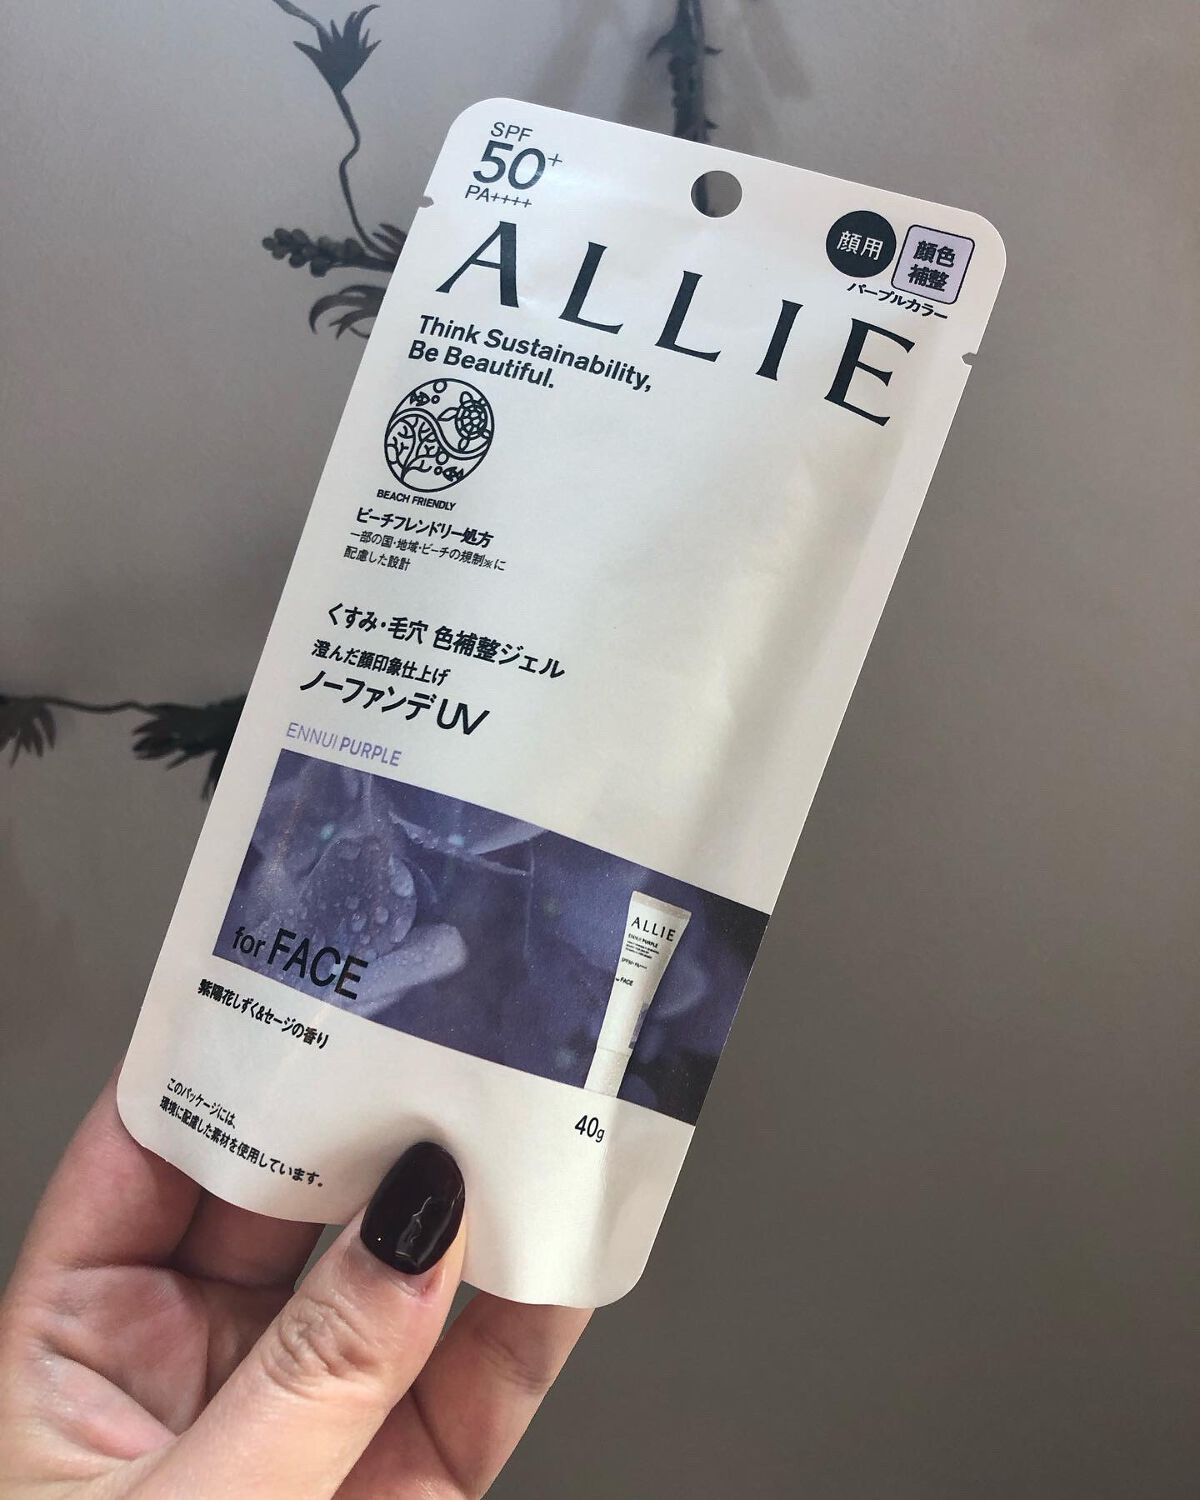 SPF
50+
PA++++
顔用
顔色
補整
パープルカラー
ALLIE
Think Sustainability,
Be Beautiful.
BEACH FRIENDLY
ビーチフレンドリー処方
一部の国・地域・ビーチの規制※に
配慮した設計
くすみ・毛穴 色補整ジェル
澄んだ顔印象仕上げ
ノーファンデUV
ENNUI PURPLE
ALLIE
ENNUI PURPLE
FACE
for FACE
紫陽花しずく&セージの香り
40g
このパッケージには、
環境に配慮した素材を使用しています。